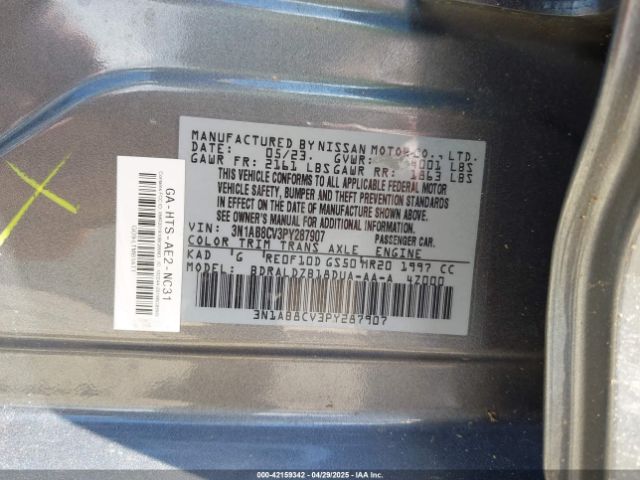 MANUFACTURED BY NISSAN MOTOR CO., LTD.
DATE: 05/23. GVWR: 4001 LBS
GAWR FR: 2161 LBS GAWR RR: 1863 LBS
THIS VEHICLE CONFORMS TO ALL APPLICABLE FEDERAL MOTOR
VEHICLE SAFETY, BUMPER AND THEFT PREVENTION STANDARDS
IN EFFECT ON THE DATE OF MANUFACTURE SHOWN ABOVE.
SEE OWNER'S MANUAL FOR ADDITIONAL INFORMATION.
VIN: 3N1AB8CV3PY287907 PASSENGER CAR.
COLOR TRIM TRANS AXLE ENGINE
KAD G RE0F10D GS50 MR20 1997 CC
MODEL: BDRALDZB18DUA-AA-A 4Z000
3N1AB8CV3PY287907
GA-HTS-AE2-NC31
000-42159342 04/29/2025 IAAI.COM